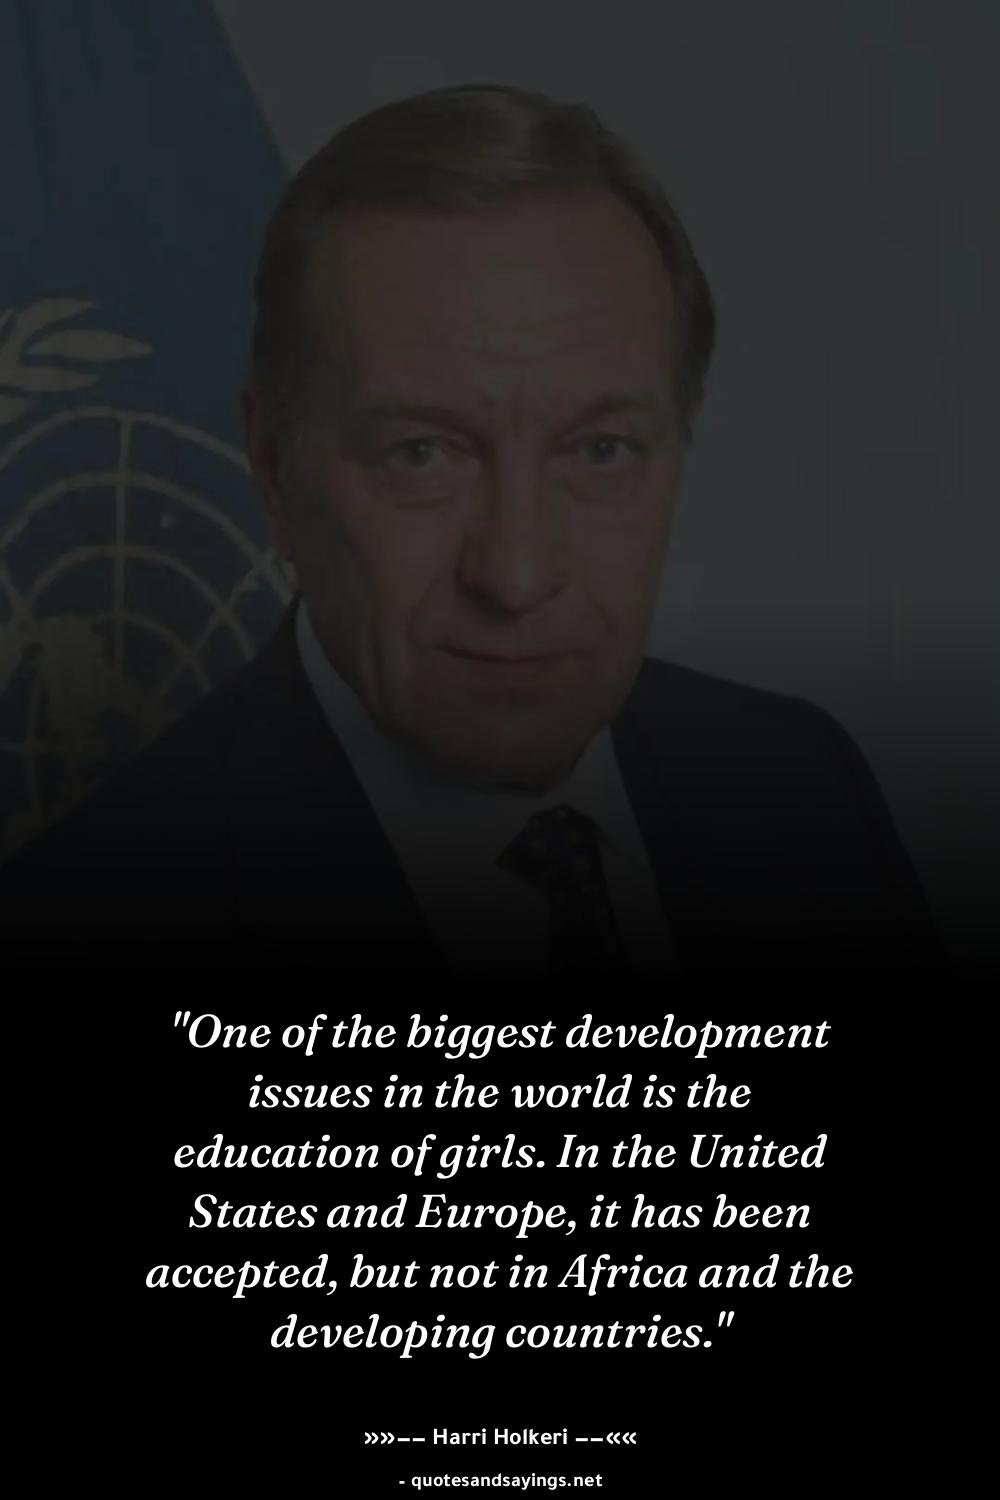 "One of the biggest development
issues in the world is the
education of girls. In the United
States and Europe, it has been
accepted, but not in Africa and the
developing countries."
»»–– Harri Holkeri ––««
- quotesandsayings.net